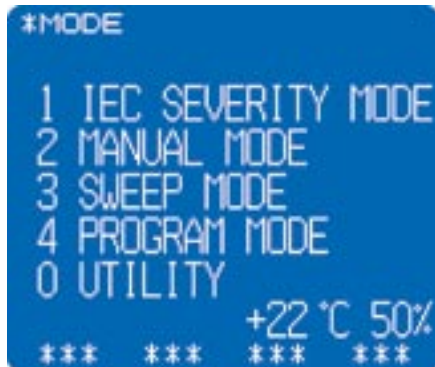 *MODE
1 IEC SEVERITY MODE
2 MANUAL MODE
3 SWEEP MODE
4 PROGRAM MODE
0 UTILITY
+22 °C 50%
*** *** *** ***